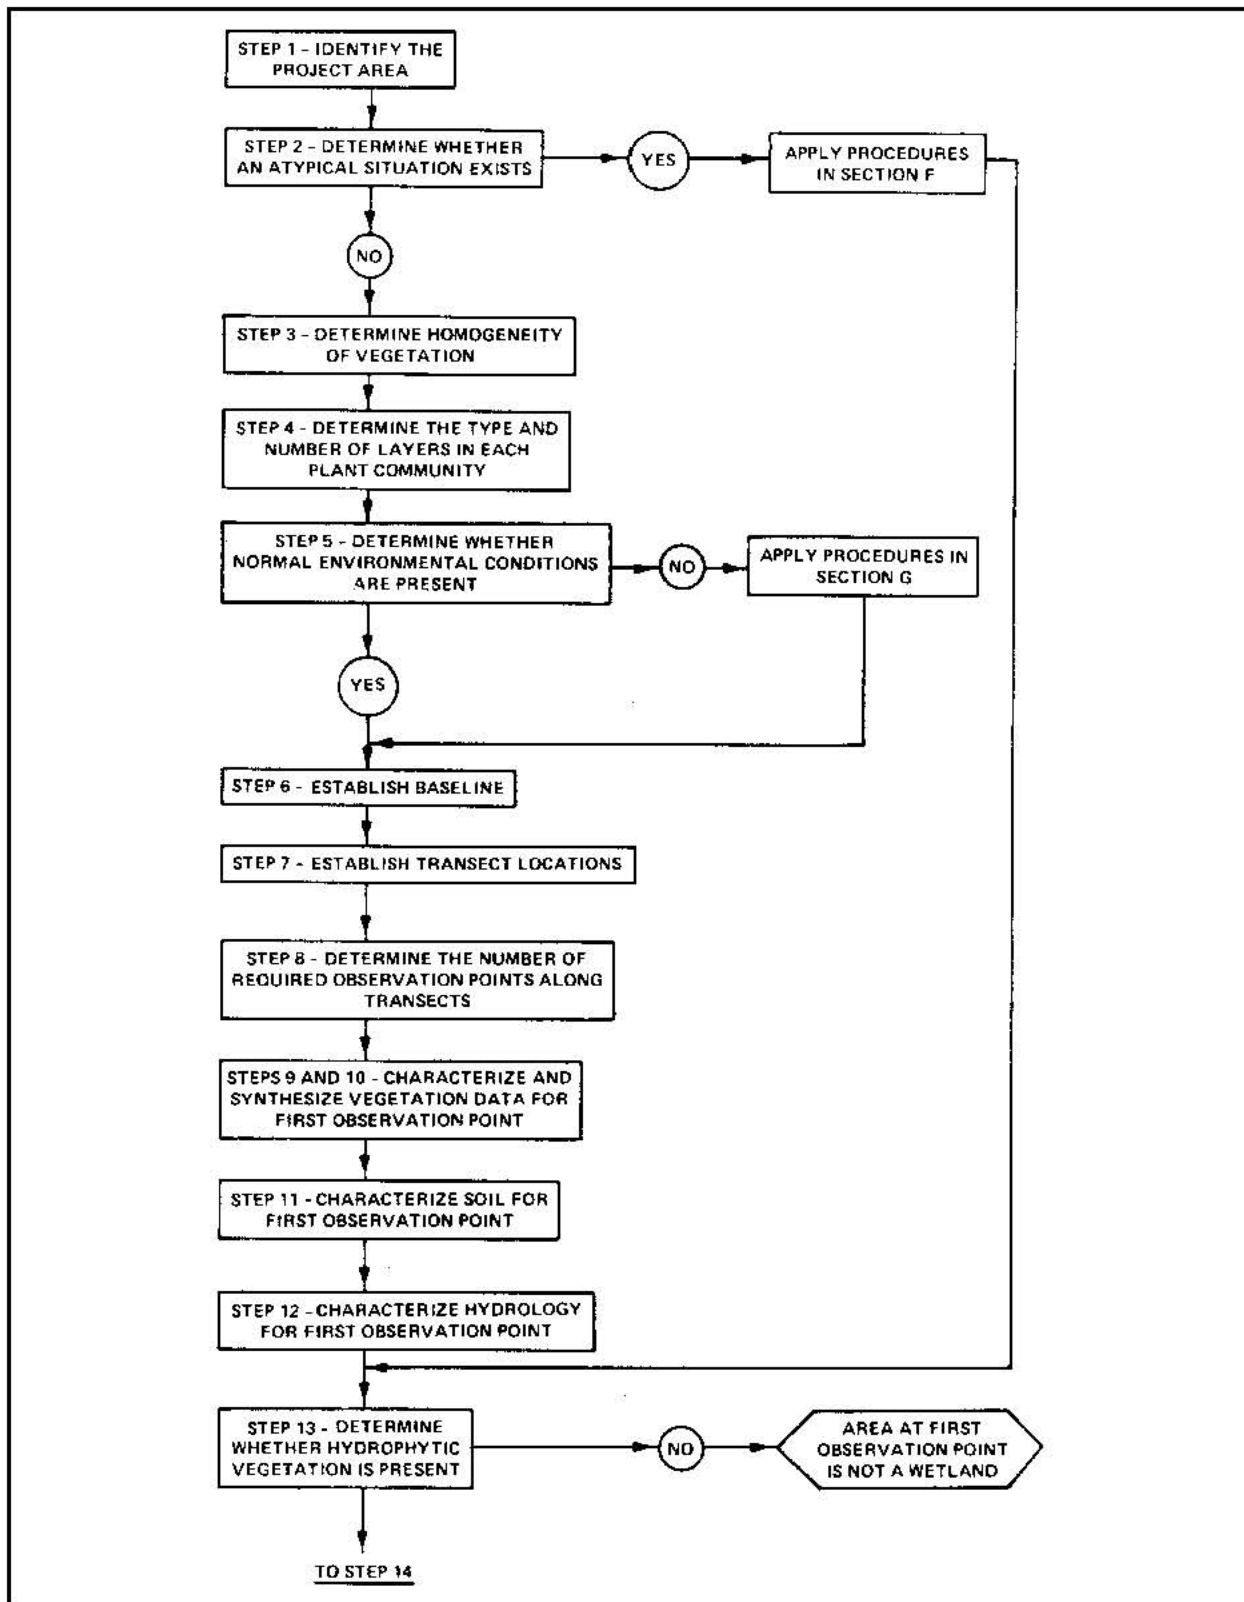 STEP 1 - IDENTIFY THE
PROJECT AREA
STEP 2 - DETERMINE WHETHER
AN ATYPICAL SITUATION EXISTS
YES
APPLY PROCEDURES
IN SECTION F
NO
STEP 3 - DETERMINE HOMOGENEITY
OF VEGETATION
STEP 4 - DETERMINE THE TYPE AND
NUMBER OF LAYERS IN EACH
PLANT COMMUNITY
STEP 5 - DETERMINE WHETHER
NORMAL ENVIRONMENTAL CONDITIONS
ARE PRESENT
NO
APPLY PROCEDURES IN
SECTION G
YES
STEP 6 - ESTABLISH BASELINE
STEP 7 - ESTABLISH TRANSECT LOCATIONS
STEP 8 - DETERMINE THE NUMBER OF
REQUIRED OBSERVATION POINTS ALONG
TRANSECTS
STEPS 9 AND 10 - CHARACTERIZE AND
SYNTHESIZE VEGETATION DATA FOR
FIRST OBSERVATION POINT
STEP 11 - CHARACTERIZE SOIL FOR
FIRST OBSERVATION POINT
STEP 12 - CHARACTERIZE HYDROLOGY
FOR FIRST OBSERVATION POINT
STEP 13 - DETERMINE
WHETHER HYDROPHYTIC
VEGETATION IS PRESENT
NO
AREA AT FIRST
OBSERVATION POINT
IS NOT A WETLAND
TO STEP 14